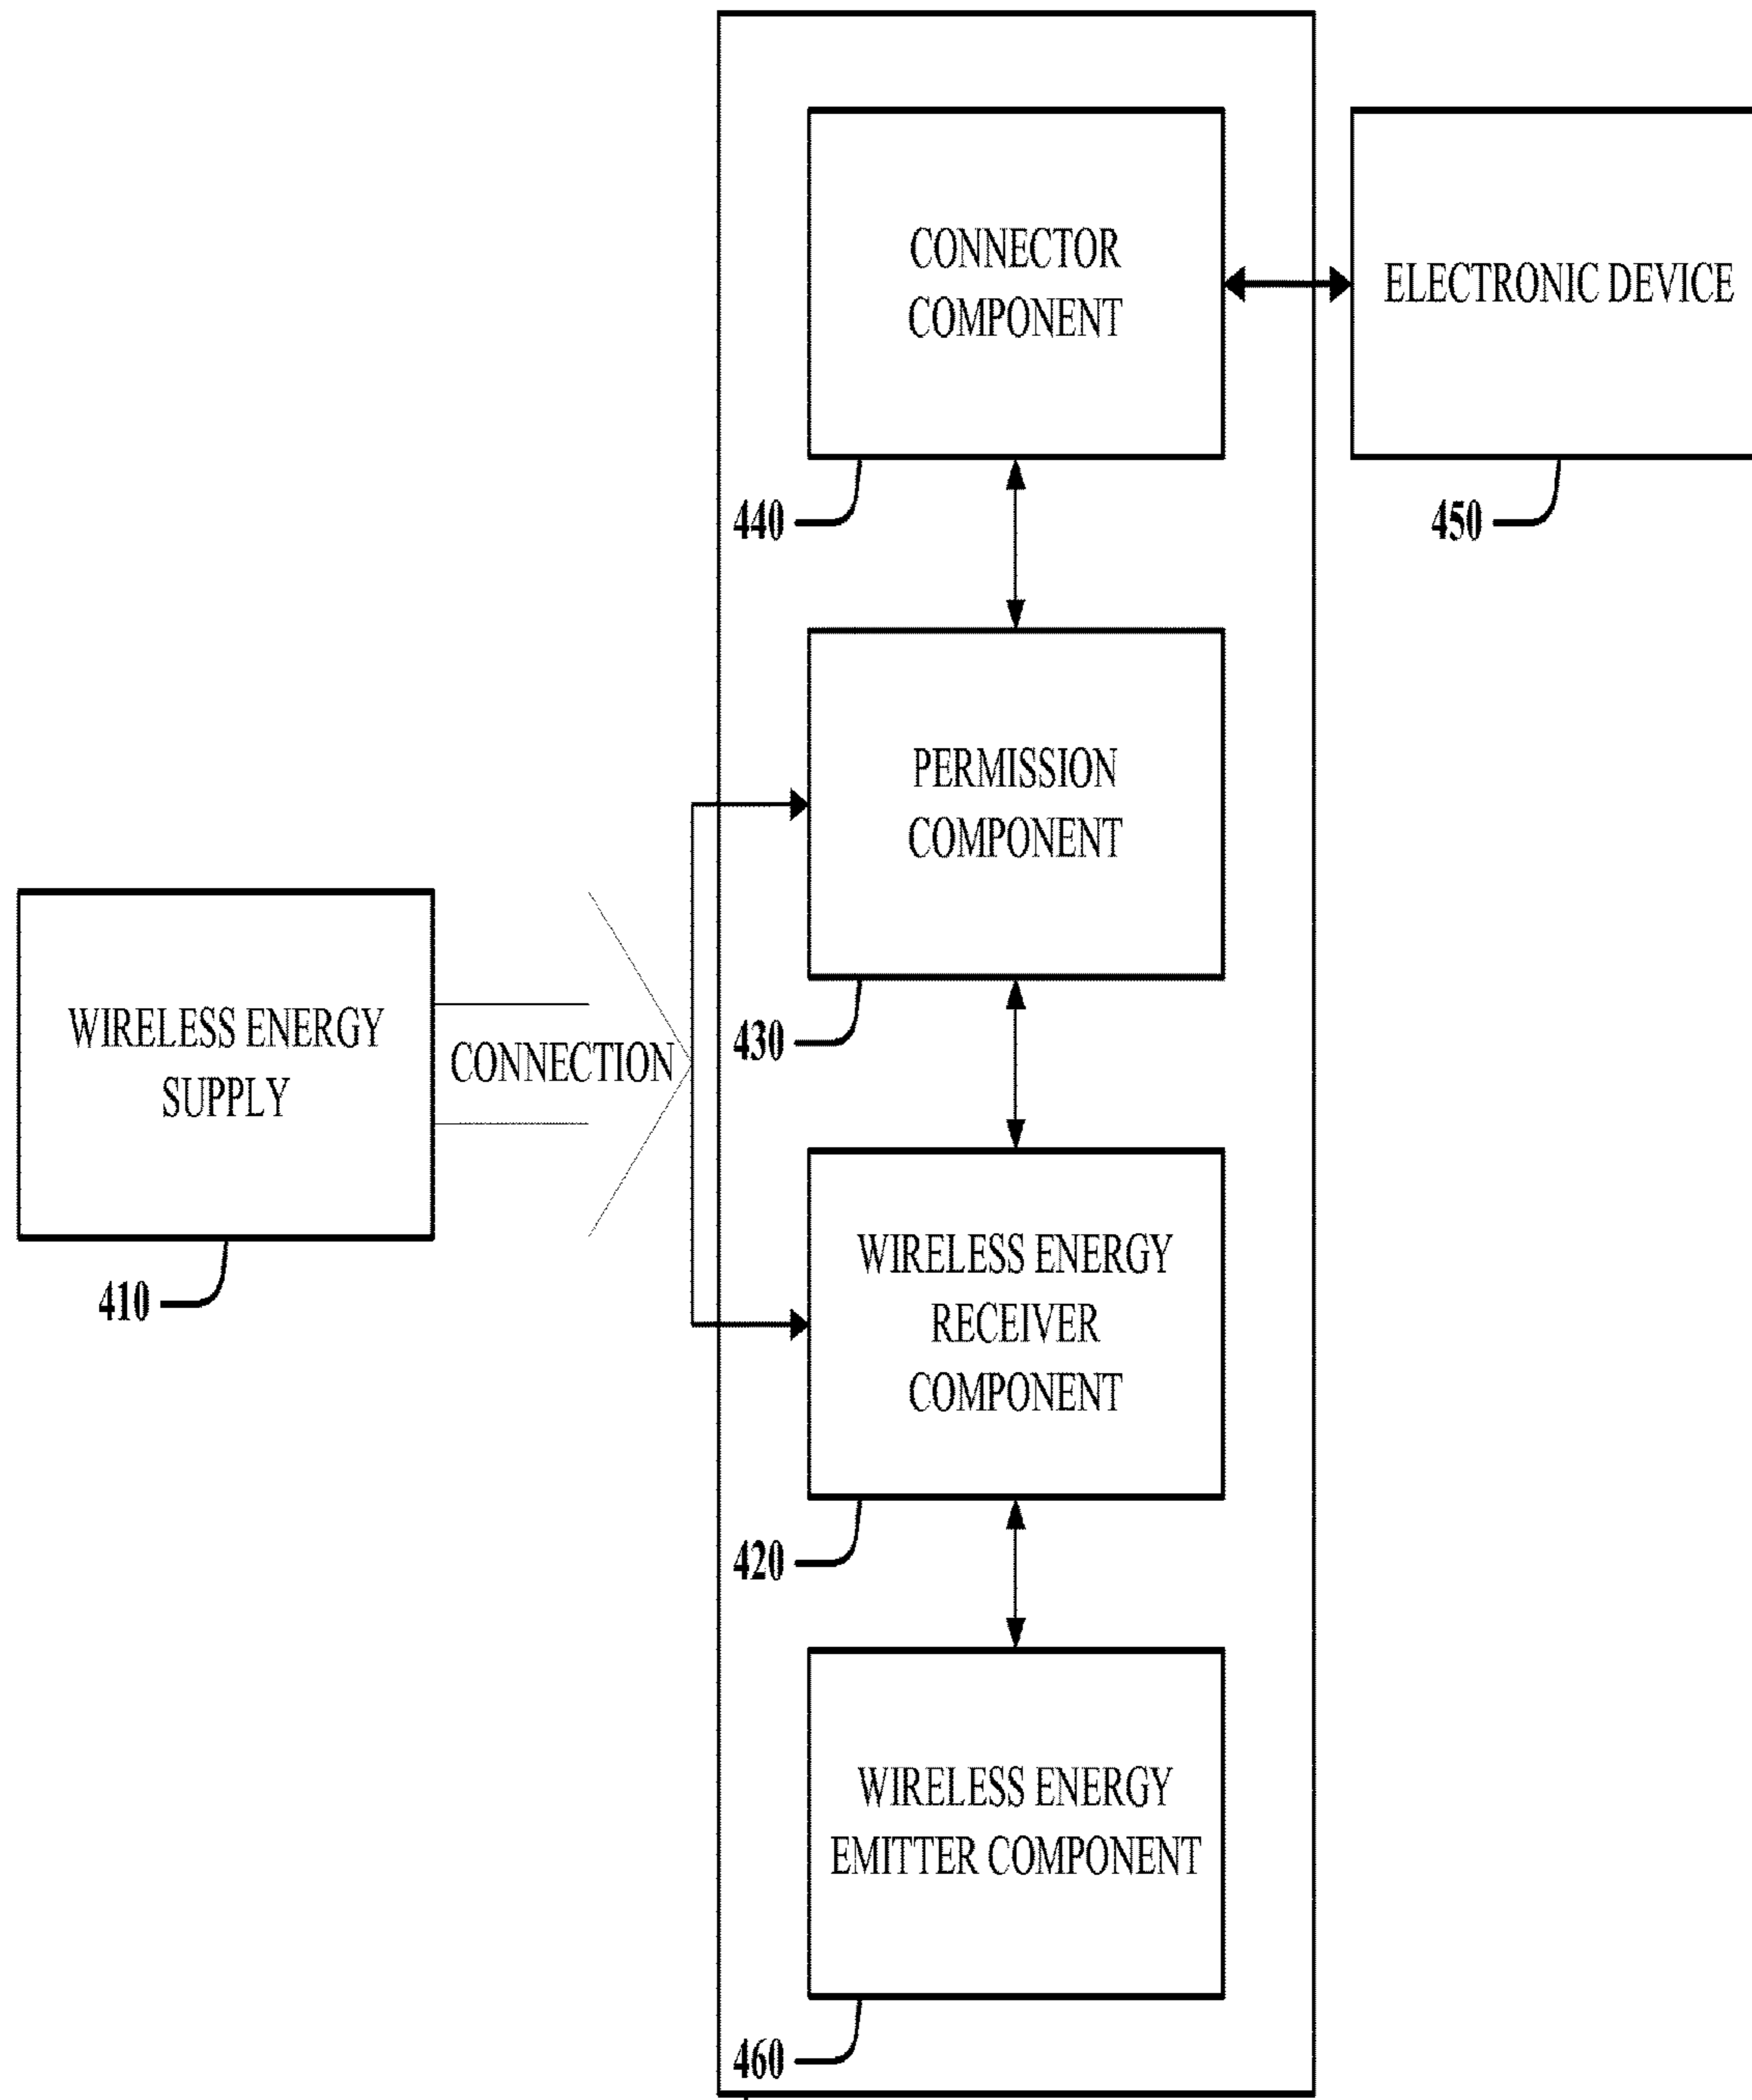 CONNECTOR
COMPONENT
ELECTRONIC DEVICE
440
450
PERMISSION
COMPONENT
WIRELESS ENERGY
SUPPLY
CONNECTION
430
410
WIRELESS ENERGY
RECEIVER
COMPONENT
420
WIRELESS ENERGY
EMITTER COMPONENT
460